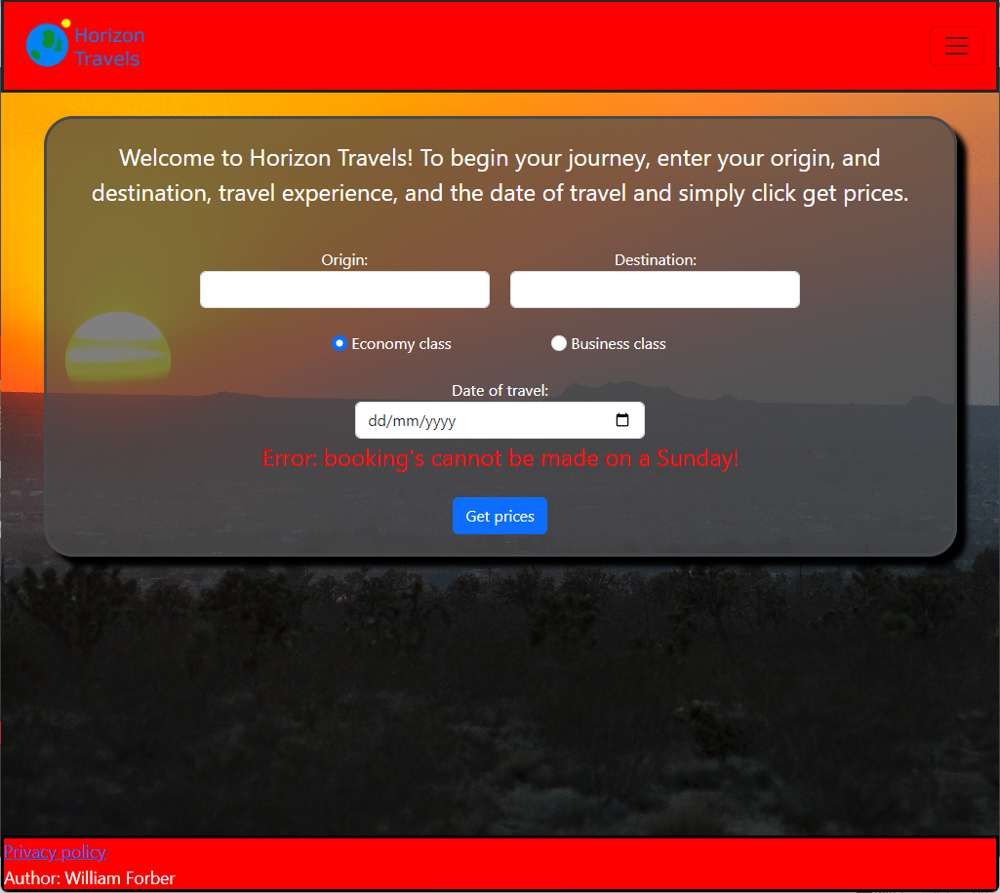 Horizon
Travels
Welcome to Horizon Travels! To begin your journey, enter your origin, and
destination, travel experience, and the date of travel and simply click get prices.
Origin:
Destination:
Economy class
Business class
Date of travel:
dd/mm/yyyy
Error: booking's cannot be made on a Sunday!
Get prices
Privacy policy
Author: William Forber